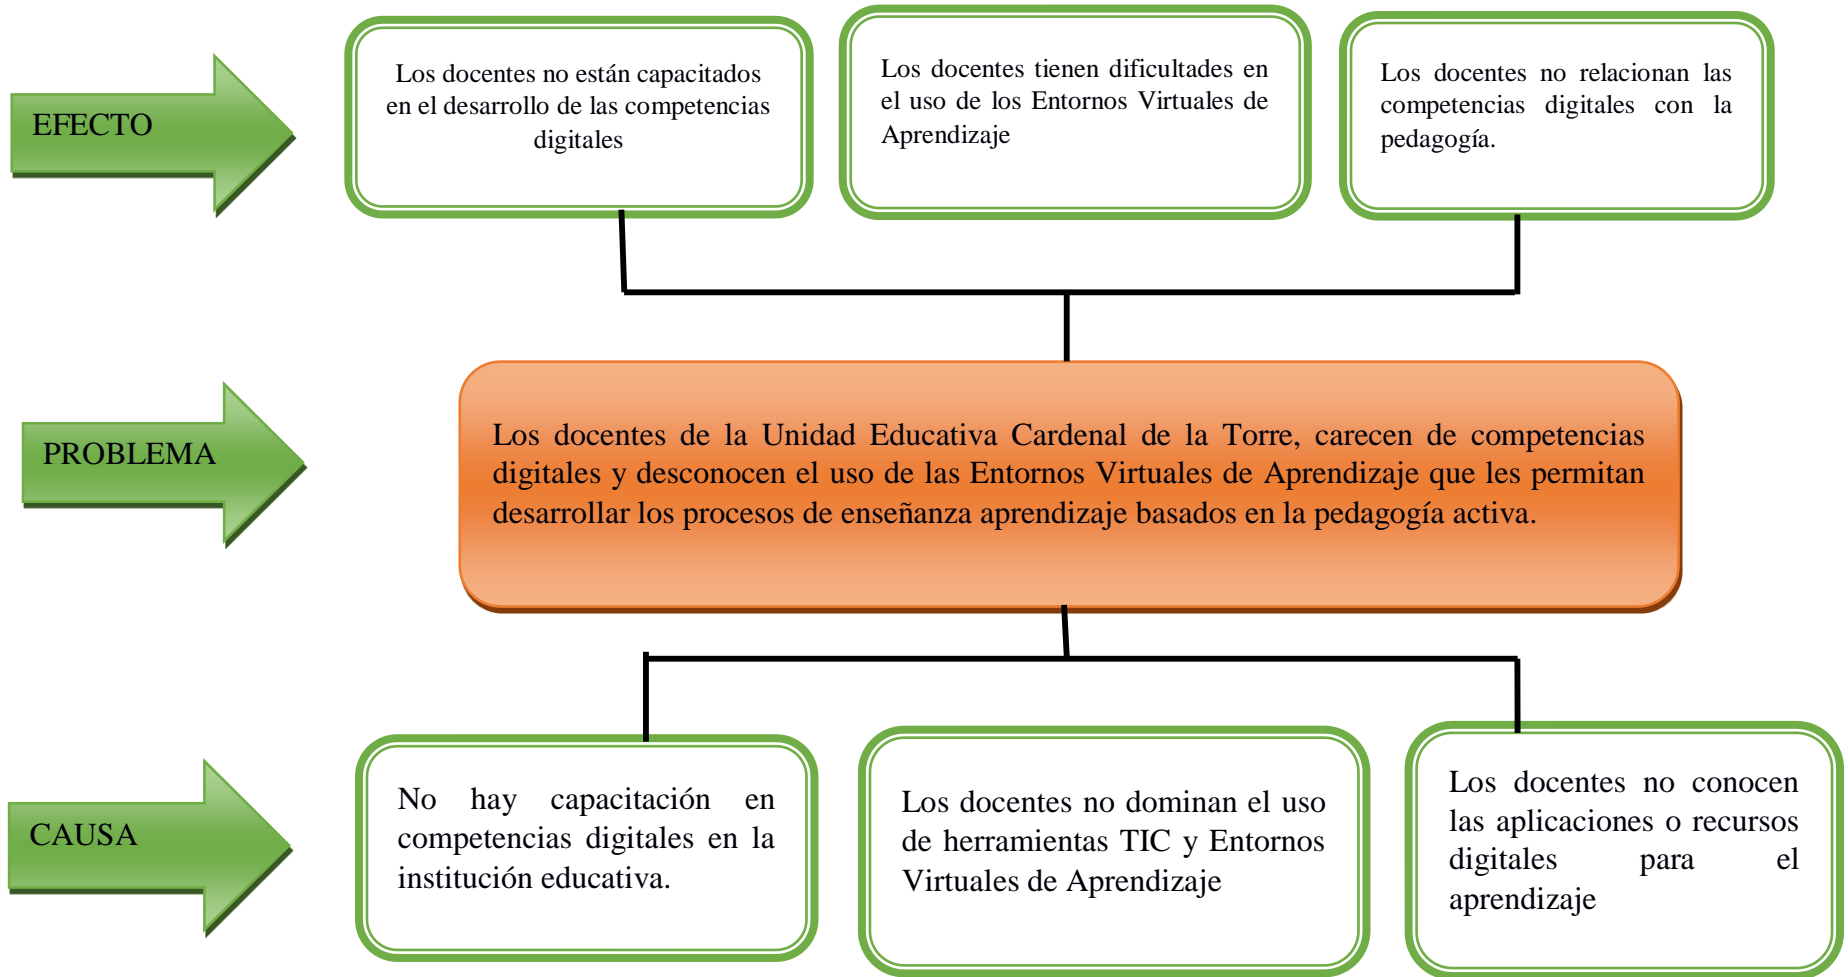 EFECTO
Los docentes no están capacitados
en el desarrollo de las competencias
digitales
Los docentes tienen dificultades en
el uso de los Entornos Virtuales de
Aprendizaje
Los docentes no relacionan las
competencias digitales con la
pedagogía.
PROBLEMA
Los docentes de la Unidad Educativa Cardenal de la Torre, carecen de competencias
digitales y desconocen el uso de las Entornos Virtuales de Aprendizaje que les permitan
desarrollar los procesos de enseñanza aprendizaje basados en la pedagogía activa.
CAUSA
No hay capacitación en
competencias digitales en la
institución educativa.
Los docentes no dominan el uso
de herramientas TIC y Entornos
Virtuales de Aprendizaje
Los docentes no conocen
las aplicaciones o recursos
digitales para el
aprendizaje